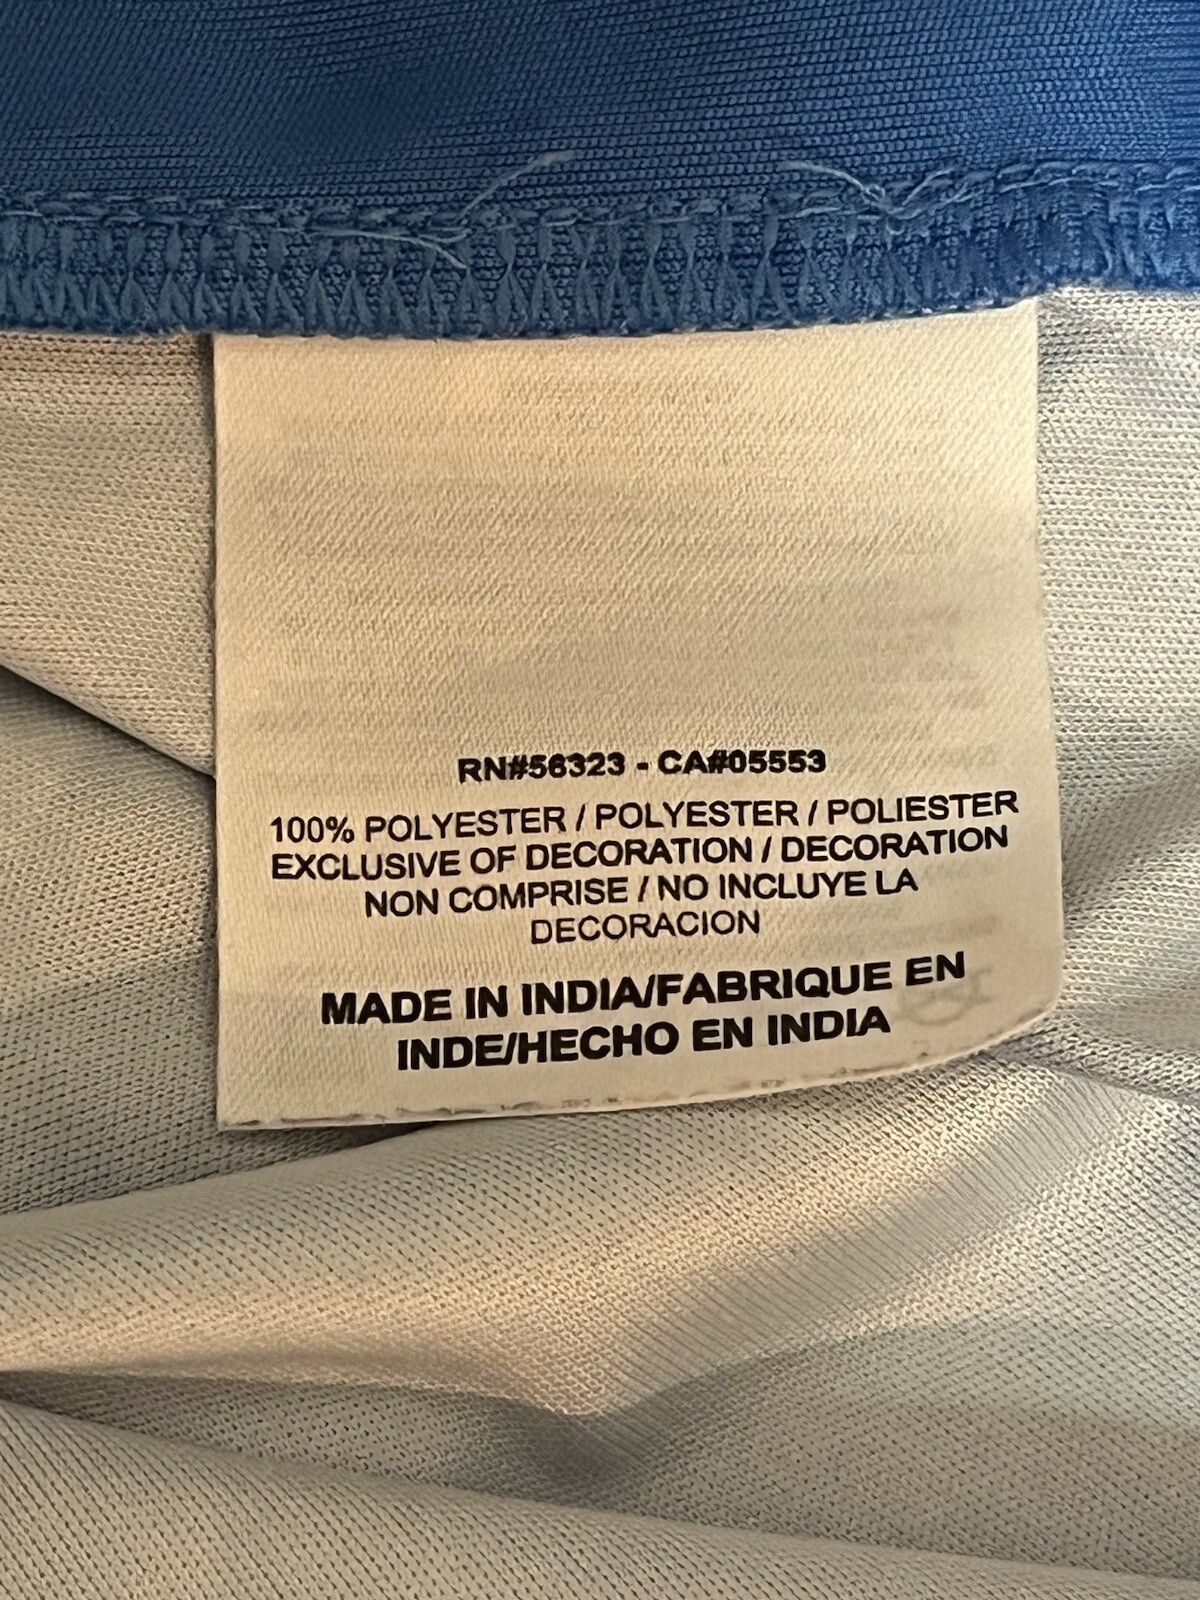 RN#56323 - CA#05553
100% POLYESTER / POLYESTER / POLIESTER
EXCLUSIVE OF DECORATION / DECORATION
NON COMPRISE / NO INCLUYE LA
DECORACION
MADE IN INDIA/FABRIQUE EN
INDE/HECHO EN INDIA